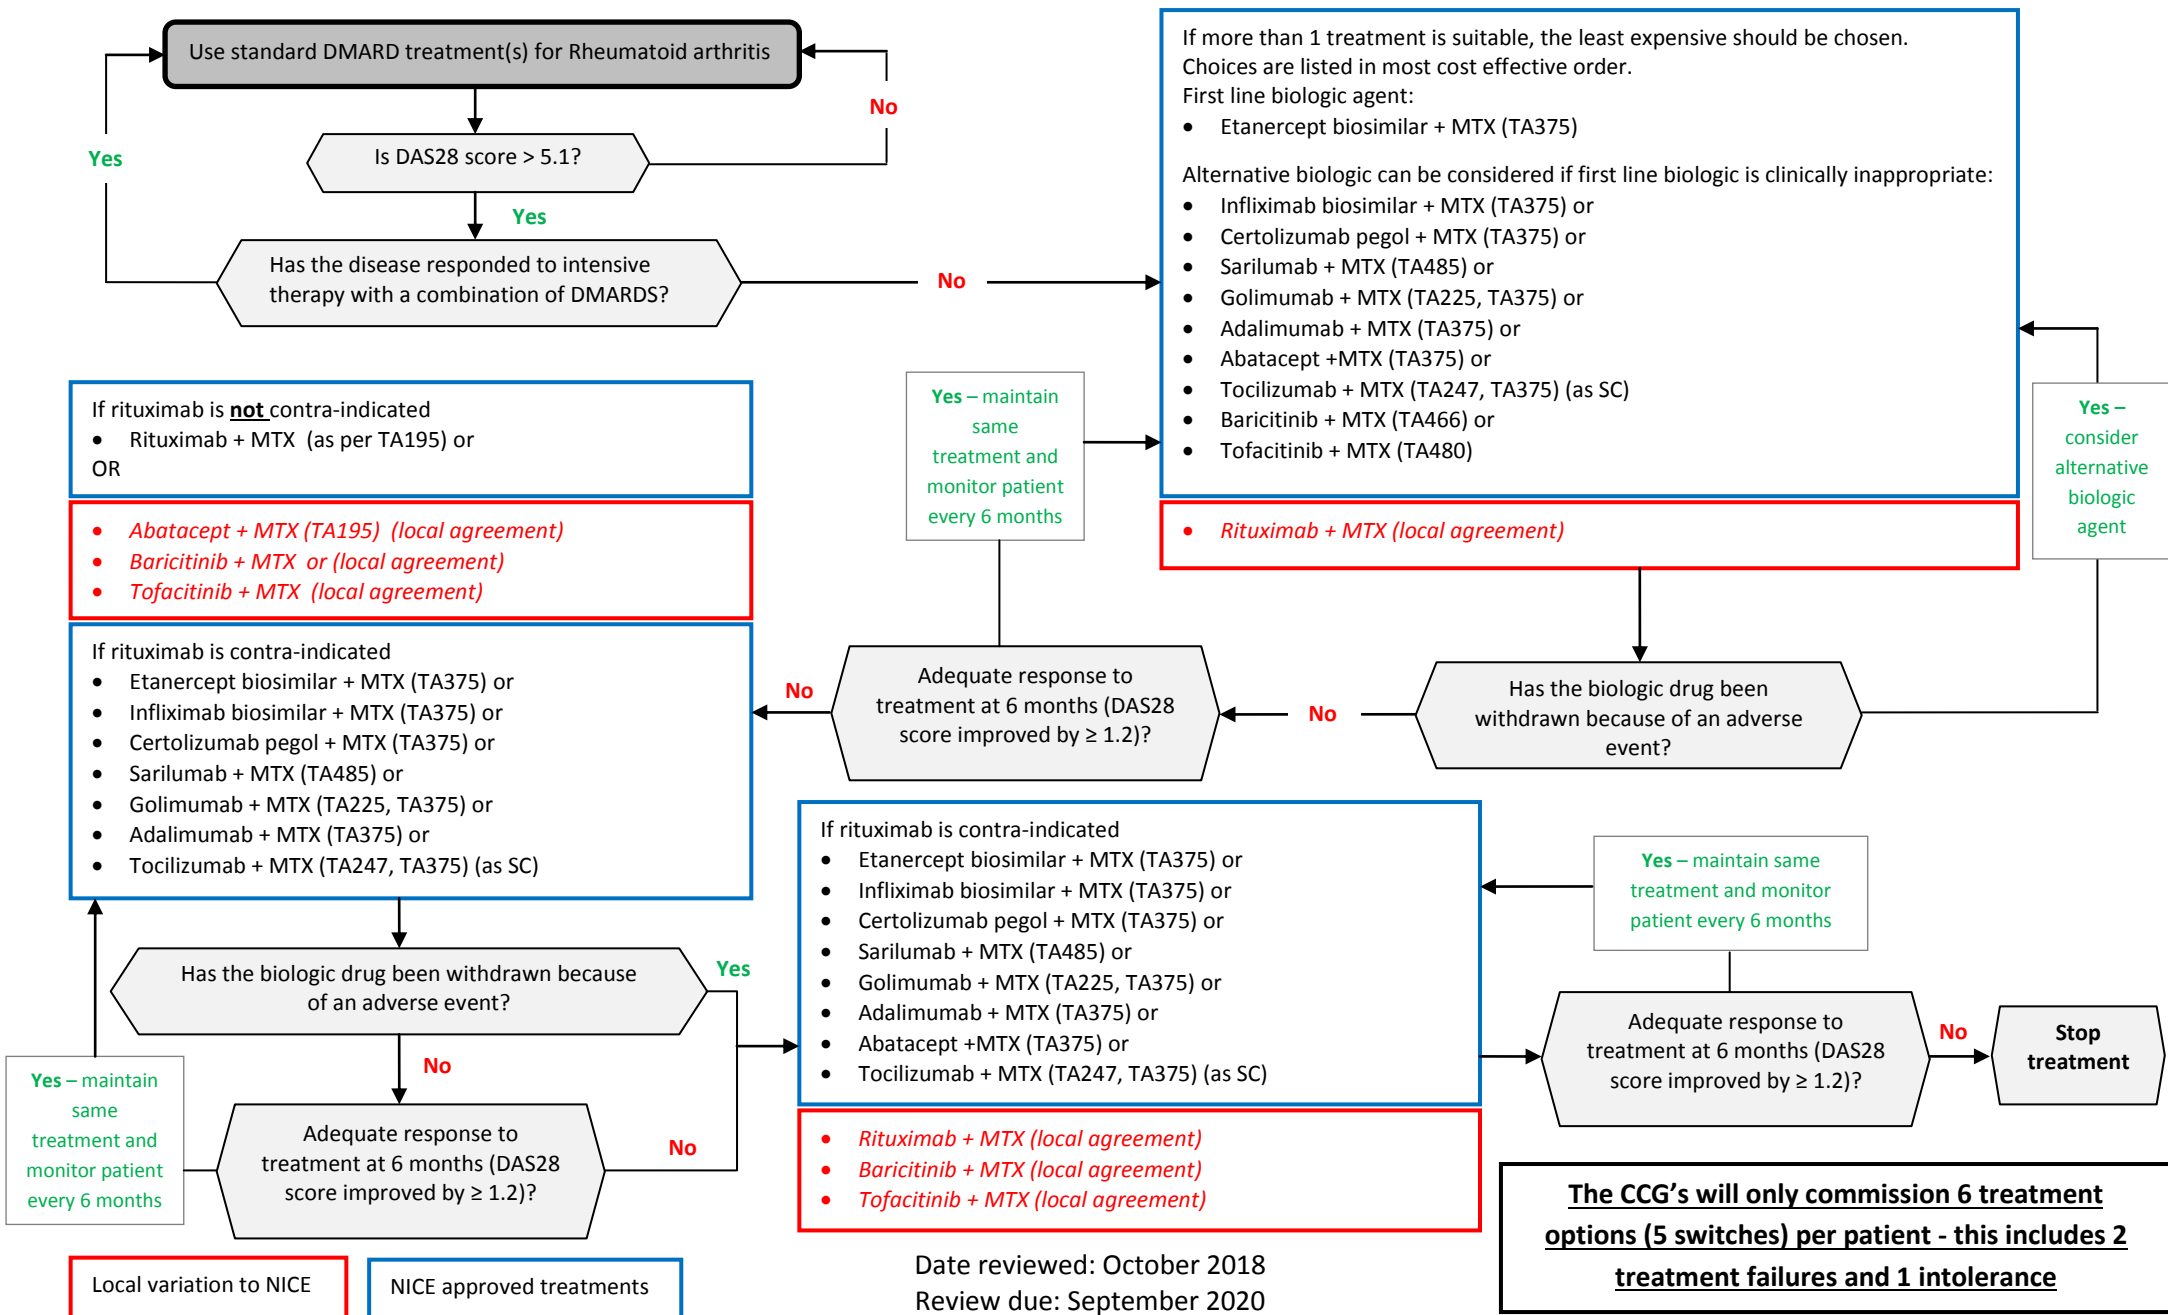 Use standard DMARD treatment(s) for Rheumatoid arthritis
No
Yes
Is DAS28 score > 5.1?
Yes
Has the disease responded to intensive
therapy with a combination of DMARDS?
No
If more than 1 treatment is suitable, the least expensive should be chosen.
Choices are listed in most cost effective order.
First line biologic agent:
• Etanercept biosimilar + MTX (TA375)
Alternative biologic can be considered if first line biologic is clinically inappropriate:
• Infliximab biosimilar + MTX (TA375) or
• Certolizumab pegol + MTX (TA375) or
• Sarilumab + MTX (TA485) or
• Golimumab + MTX (TA225, TA375) or
• Adalimumab + MTX (TA375) or
• Abatacept +MTX (TA375) or
• Tocilizumab + MTX (TA247, TA375) (as SC)
• Baricitinib + MTX (TA466) or
• Tofacitinib + MTX (TA480)
• Rituximab + MTX (local agreement)
Yes –
consider
alternative
biologic
agent
Yes – maintain
same
treatment and
monitor patient
every 6 months
Has the biologic drug been
withdrawn because of an adverse
event?
No
Adequate response to
treatment at 6 months (DAS28
score improved by ≥ 1.2)?
No
If rituximab is not contra-indicated
• Rituximab + MTX  (as per TA195) or
OR
• Abatacept + MTX (TA195)  (local agreement)
• Baricitinib + MTX  or (local agreement)
• Tofacitinib + MTX  (local agreement)
If rituximab is contra-indicated
• Etanercept biosimilar + MTX (TA375) or
• Infliximab biosimilar + MTX (TA375) or
• Certolizumab pegol + MTX (TA375) or
• Sarilumab + MTX (TA485) or
• Golimumab + MTX (TA225, TA375) or
• Adalimumab + MTX (TA375) or
• Tocilizumab + MTX (TA247, TA375) (as SC)
Has the biologic drug been withdrawn because
of an adverse event?
Yes
No
Yes – maintain
same
treatment and
monitor patient
every 6 months
Adequate response to
treatment at 6 months (DAS28
score improved by ≥ 1.2)?
No
If rituximab is contra-indicated
• Etanercept biosimilar + MTX (TA375) or
• Infliximab biosimilar + MTX (TA375) or
• Certolizumab pegol + MTX (TA375) or
• Sarilumab + MTX (TA485) or
• Golimumab + MTX (TA225, TA375) or
• Adalimumab + MTX (TA375) or
• Abatacept +MTX (TA375) or
• Tocilizumab + MTX (TA247, TA375) (as SC)
• Rituximab + MTX (local agreement)
• Baricitinib + MTX (local agreement)
• Tofacitinib + MTX (local agreement)
Yes – maintain same
treatment and monitor
patient every 6 months
Adequate response to
treatment at 6 months (DAS28
score improved by ≥ 1.2)?
No
Stop
treatment
The CCG's will only commission 6 treatment
options (5 switches) per patient - this includes 2
treatment failures and 1 intolerance
Local variation to NICE
NICE approved treatments
Date reviewed: October 2018
Review due: September 2020